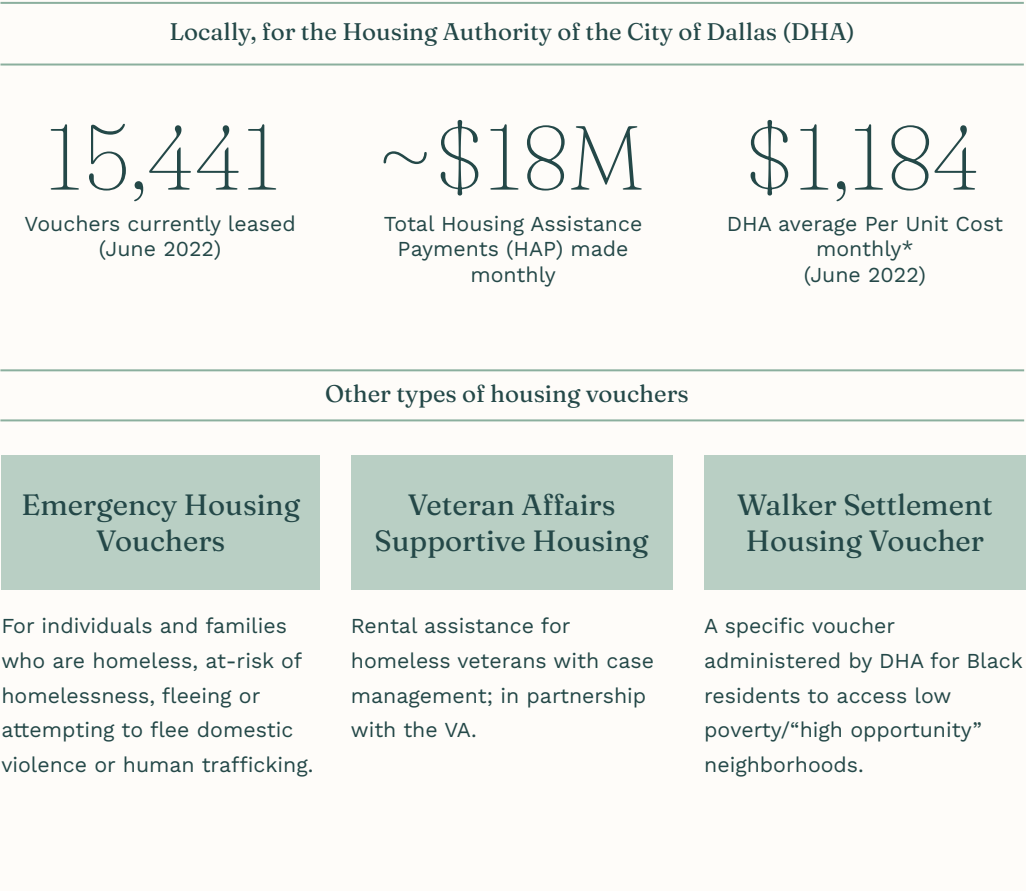 Locally, for the Housing Authority of the City of Dallas (DHA)
15,441
Vouchers currently leased
(June 2022)
~$18M
Total Housing Assistance
Payments (HAP) made
monthly
$1,184
DHA average Per Unit Cost
monthly*
(June 2022)
Other types of housing vouchers
Emergency Housing
Vouchers
For individuals and families
who are homeless, at-risk of
homelessness, fleeing or
attempting to flee domestic
violence or human trafficking.
Veteran Affairs
Supportive Housing
Rental assistance for
homeless veterans with case
management; in partnership
with the VA.
Walker Settlement
Housing Voucher
A specific voucher
administered by DHA for Black
residents to access low
poverty/“high opportunity”
neighborhoods.